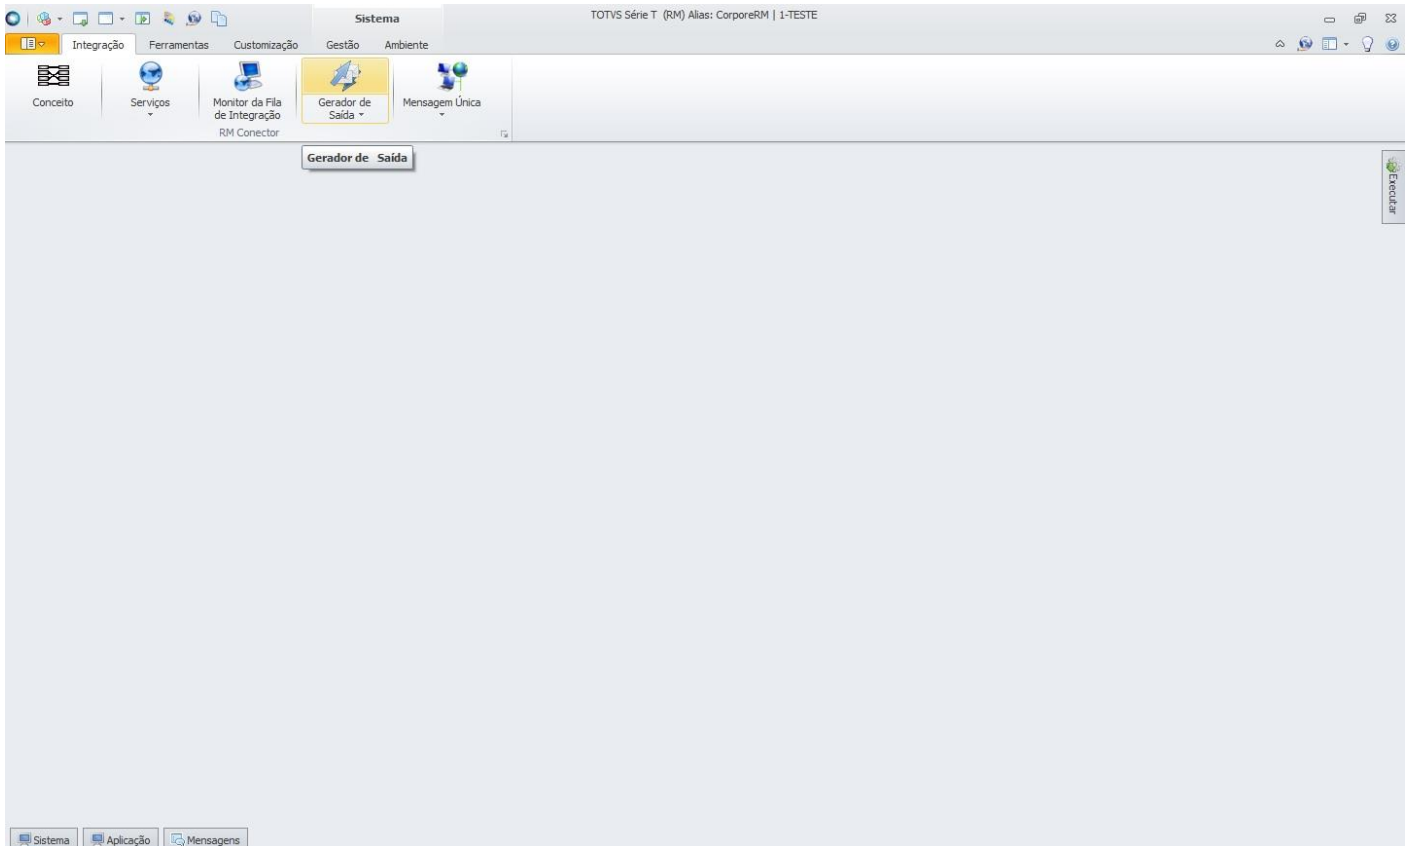 Sistema
TOTVS Série T (RM) Alias: CorporeRM | 1-TESTE
Integração Ferramentas Customização Gestão Ambiente
Conceito
Serviços
Monitor da Fila
de Integração
Gerador de
Saída
Mensagem Única
RM Conector
Gerador de Saída
Executar
Sistema Aplicação Mensagens